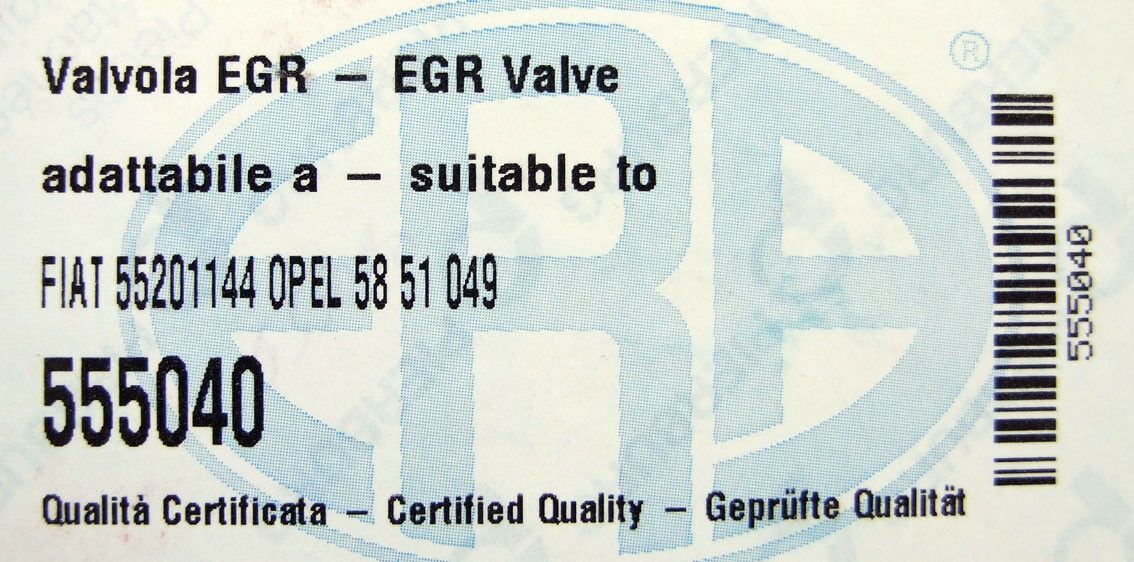 Valvola EGR – EGR Valve
adattabile a – suitable to
FIAT 55201144 OPEL 58 51 049
555040
Qualità Certificata – Certified Quality – Geprüfte Qualität
ERA
®
555040